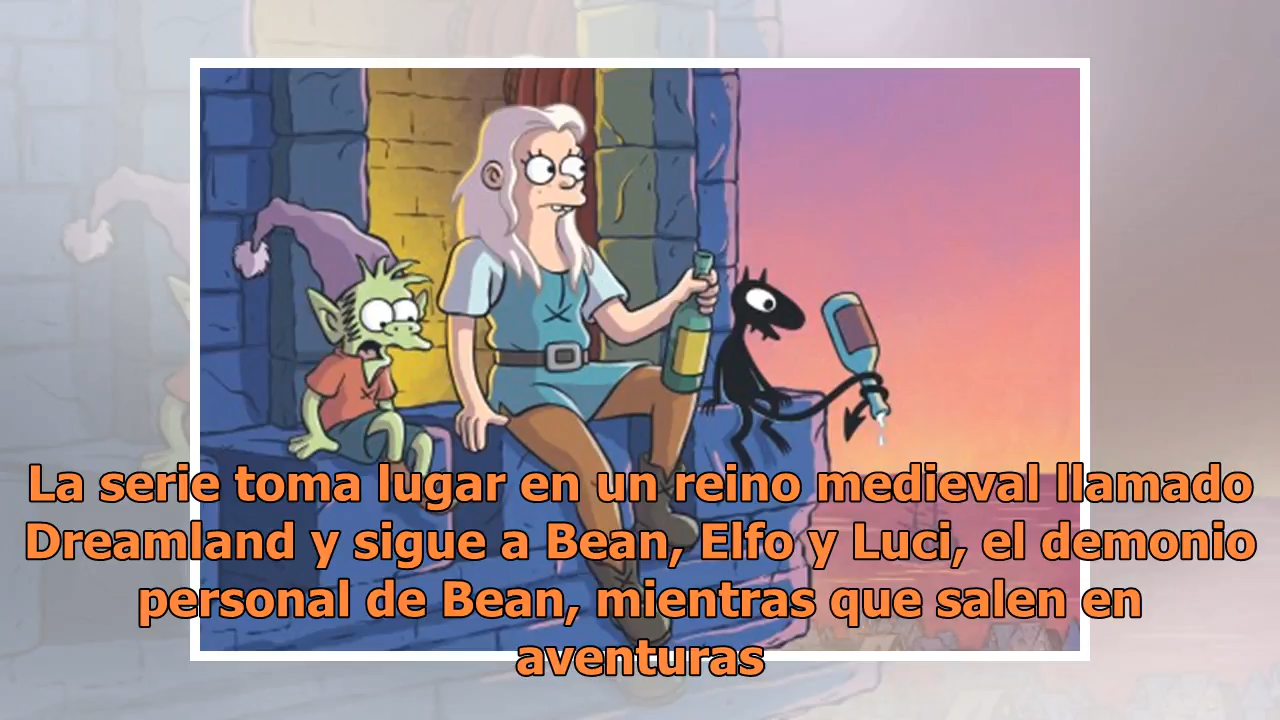 La serie toma lugar en un reino medieval llamado
Dreamland y sigue a Bean, Elfo y Luci, el demonio
personal de Bean, mientras que salen en
aventuras